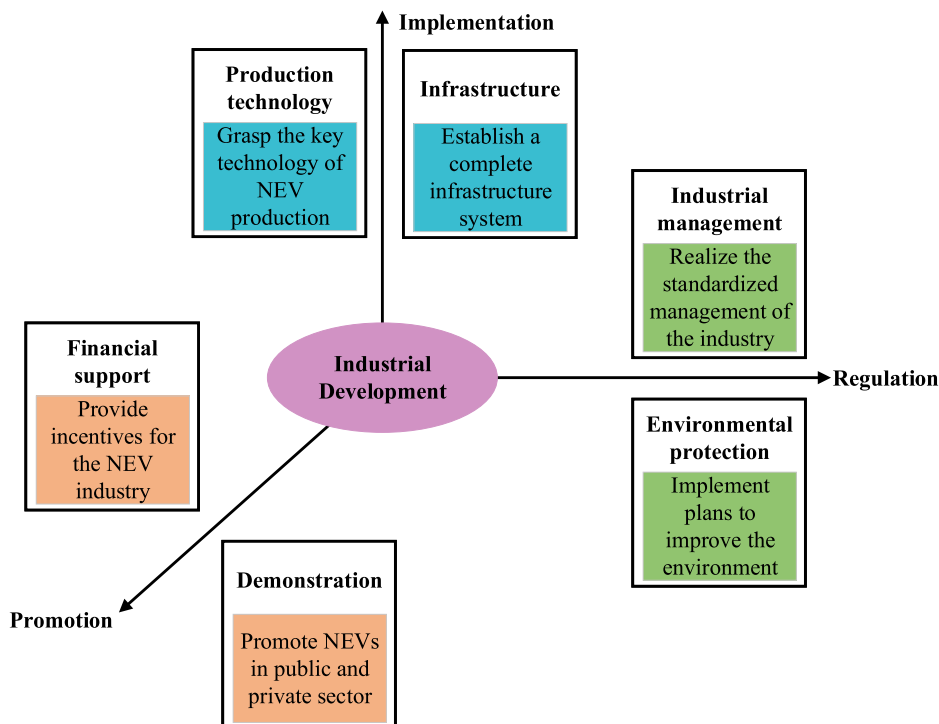 Implementation
Production
technology
Grasp the key
technology of
NEV
production
Infrastructure
Establish a
complete
infrastructure
system
Industrial
management
Realize the
standardized
management of
the industry
Financial
support
Provide
incentives for
the NEV
industry
Industrial
Development
Regulation
Environmental
protection
Implement
plans to
improve the
environment
Promotion
Demonstration
Promote NEVs
in public and
private sector